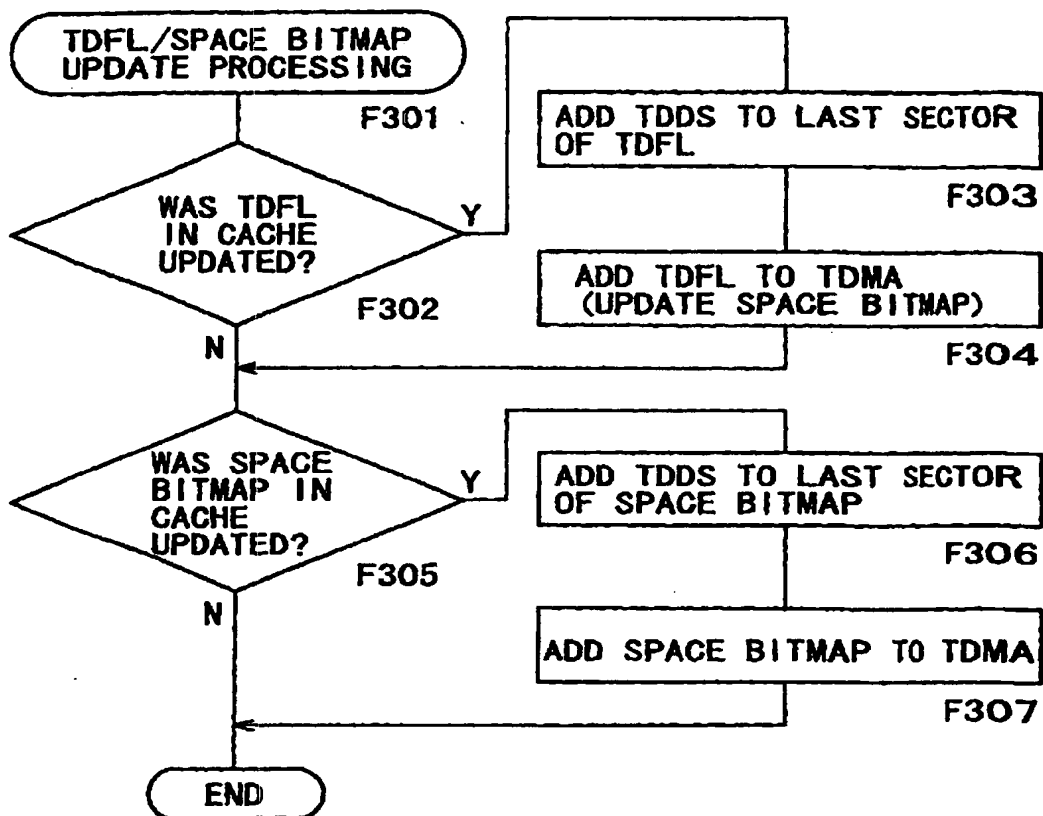 TDFL/SPACE BITMAP
UPDATE PROCESSING
F301
WAS TDFL
IN CACHE
UPDATED?
Y
F302
N
ADD TDDS TO LAST SECTOR
OF TDFL
F303
ADD TDFL TO TDMA
(UPDATE SPACE BITMAP)
F304
WAS SPACE
BITMAP IN
CACHE
UPDATED?
Y
F305
N
ADD TDDS TO LAST SECTOR
OF SPACE BITMAP
F306
ADD SPACE BITMAP TO TDMA
F307
END